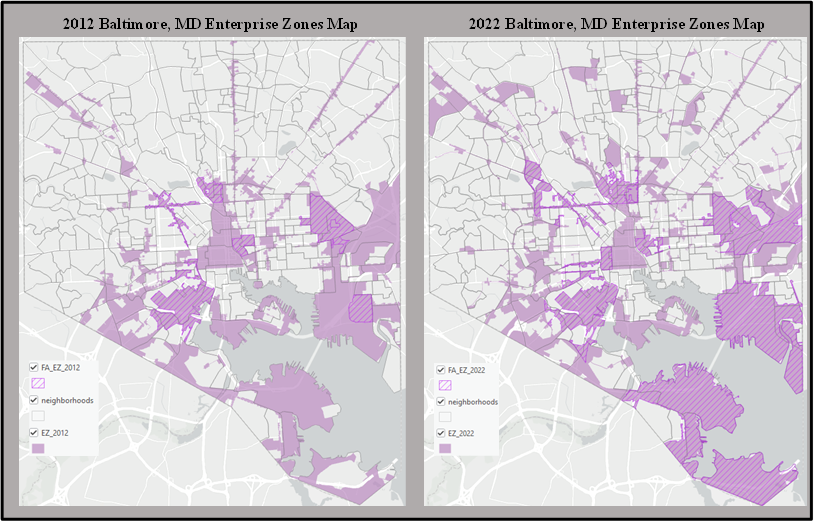 2012 Baltimore, MD Enterprise Zones Map
2022 Baltimore, MD Enterprise Zones Map
FA_EZ_2012
neighborhoods
EZ_2012
FA_EZ_2022
neighborhoods
EZ_2022